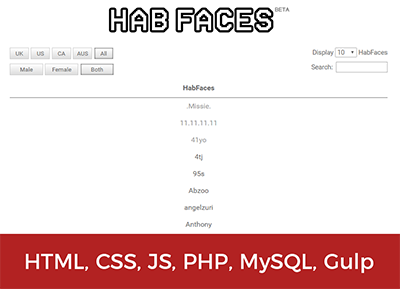 HAB FACES BETA
UK US CA AUS All Display 10 HabFaces
Male Female Both Search:
HabFaces
.Missie.
11.11.11.11
41yo
4tj
95s
Abzoo
angelzuri
Anthony
HTML, CSS, JS, PHP, MySQL, Gulp